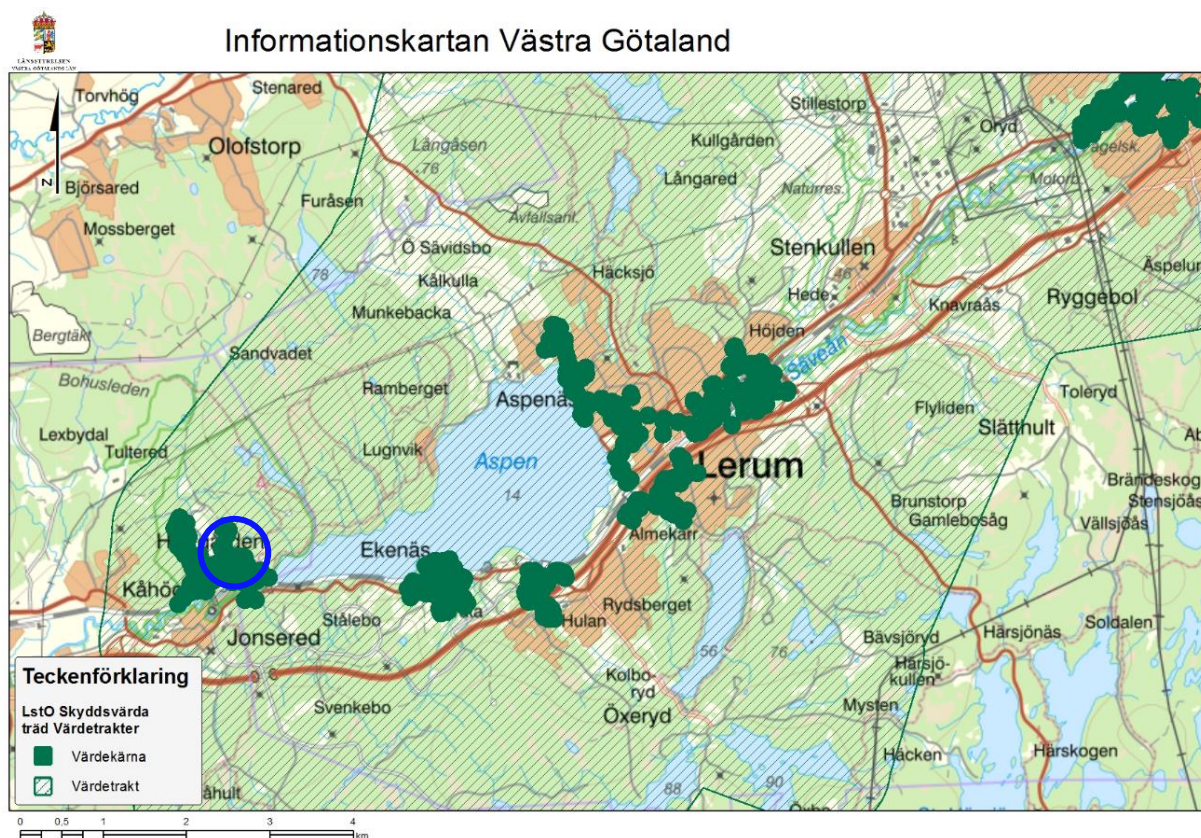 Informationskartan Västra Götaland
LÄNSSTYRELSEN
VÄSTRA GÖTALANDS LÄN
Torvhög
Stenared
Stillestorp
Oryd
Olofstorp
Långåsen
76
Kullgården
Långared
Naturres.
Motorb.
Björsared
Furåsen
Avfallsanl.
Mossberget
Ö Sävidsbo
Stenkullen
78
Kålkulla
Häcksjö
46
Äspelun
Hede
Knavraås
Ryggebol
Munkebacka
Höjden
Bergtäkt
Sandvadet
Säveån
Bohusleden
Ramberget
Aspenäs
Toleryd
Flyliden
Slätthult
Lexbydal
Tultered
Lugnvik
Aspen
Lerum
14
Brändeskog
Stensjöås
Brunstorp
Gamlebosåg
Vällsjöås
Almekärr
Ekenäs
Kåhög
Rydsberget
Stålebo
Hulan
Jonsered
Bävsjöryd
Härsjönäs
Soldalen
56
76
Härsjö-
kullen
Kolbo-
ryd
Svenkebo
Öxeryd
Mysten
Häcken
Härskogen
88
90
åhult
N
Teckenförklaring
LstO Skyddsvärda
träd Värdetrakter
Värdekärna
Värdetrakt
0 0,5 1 2 3 4
km